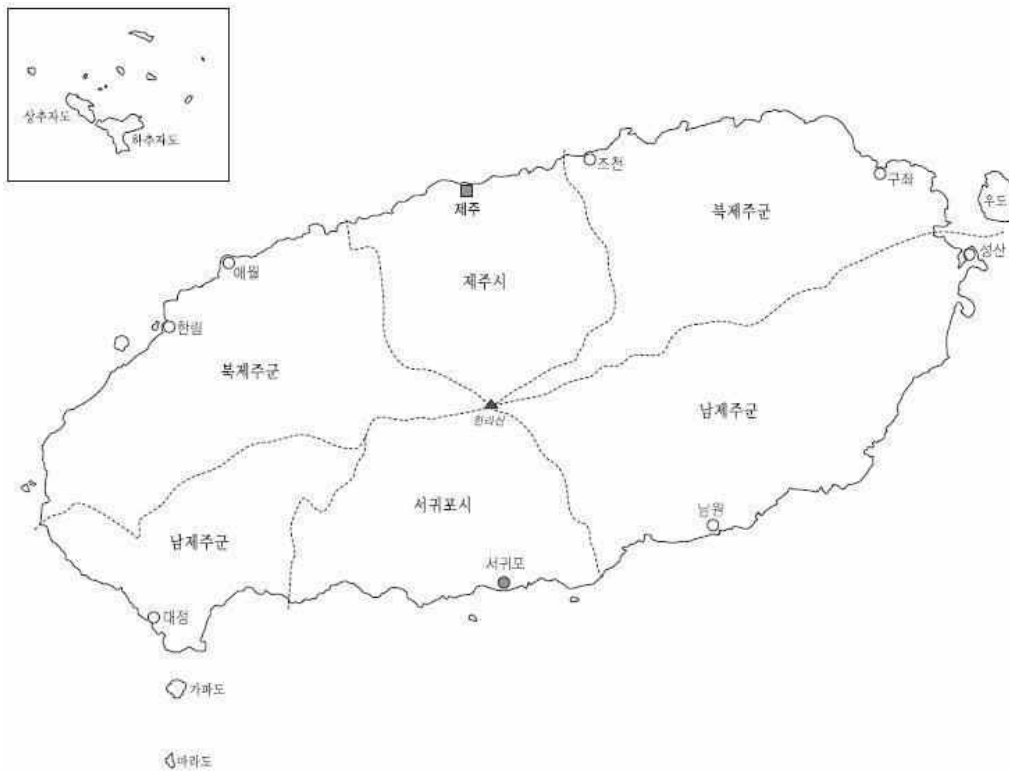 상추자도
하추자도
조천
구좌
우도
제주
북제주군
성산
애월
제주시
한림
북제주군
한라산
남제주군
서귀포시
남원
남제주군
서귀포
대정
가파도
마라도